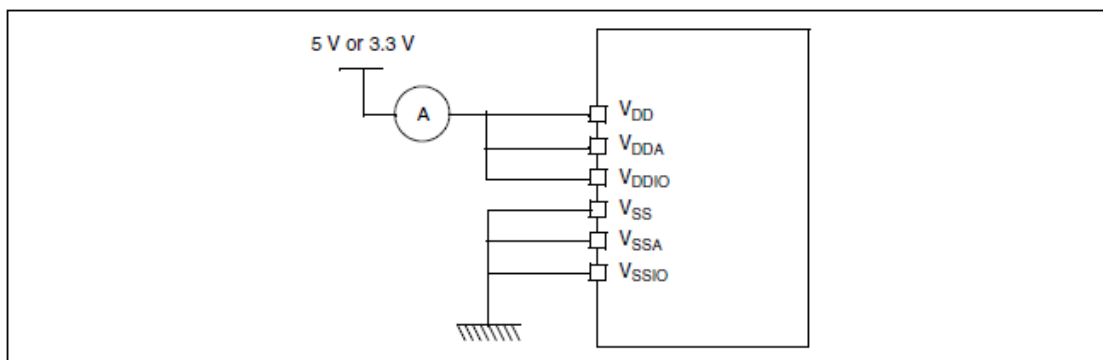 5 V or 3.3 V
A
VDD
VDDA
VDDIO
VSS
VSSA
VSSIO